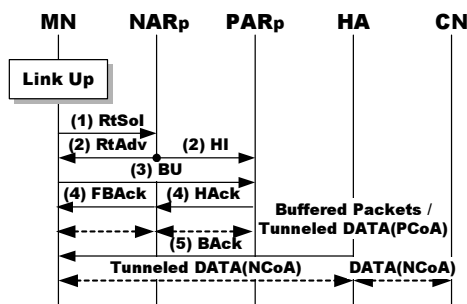 MN NARp PARp HA CN
Link Up
(1) RtSol
(2) RtAdv (2) HI
(3) BU
(4) FBAck (4) HAck
Buffered Packets /
Tunneled DATA(PCoA)
(5) BAck
Tunneled DATA(NCoA) DATA(NCoA)